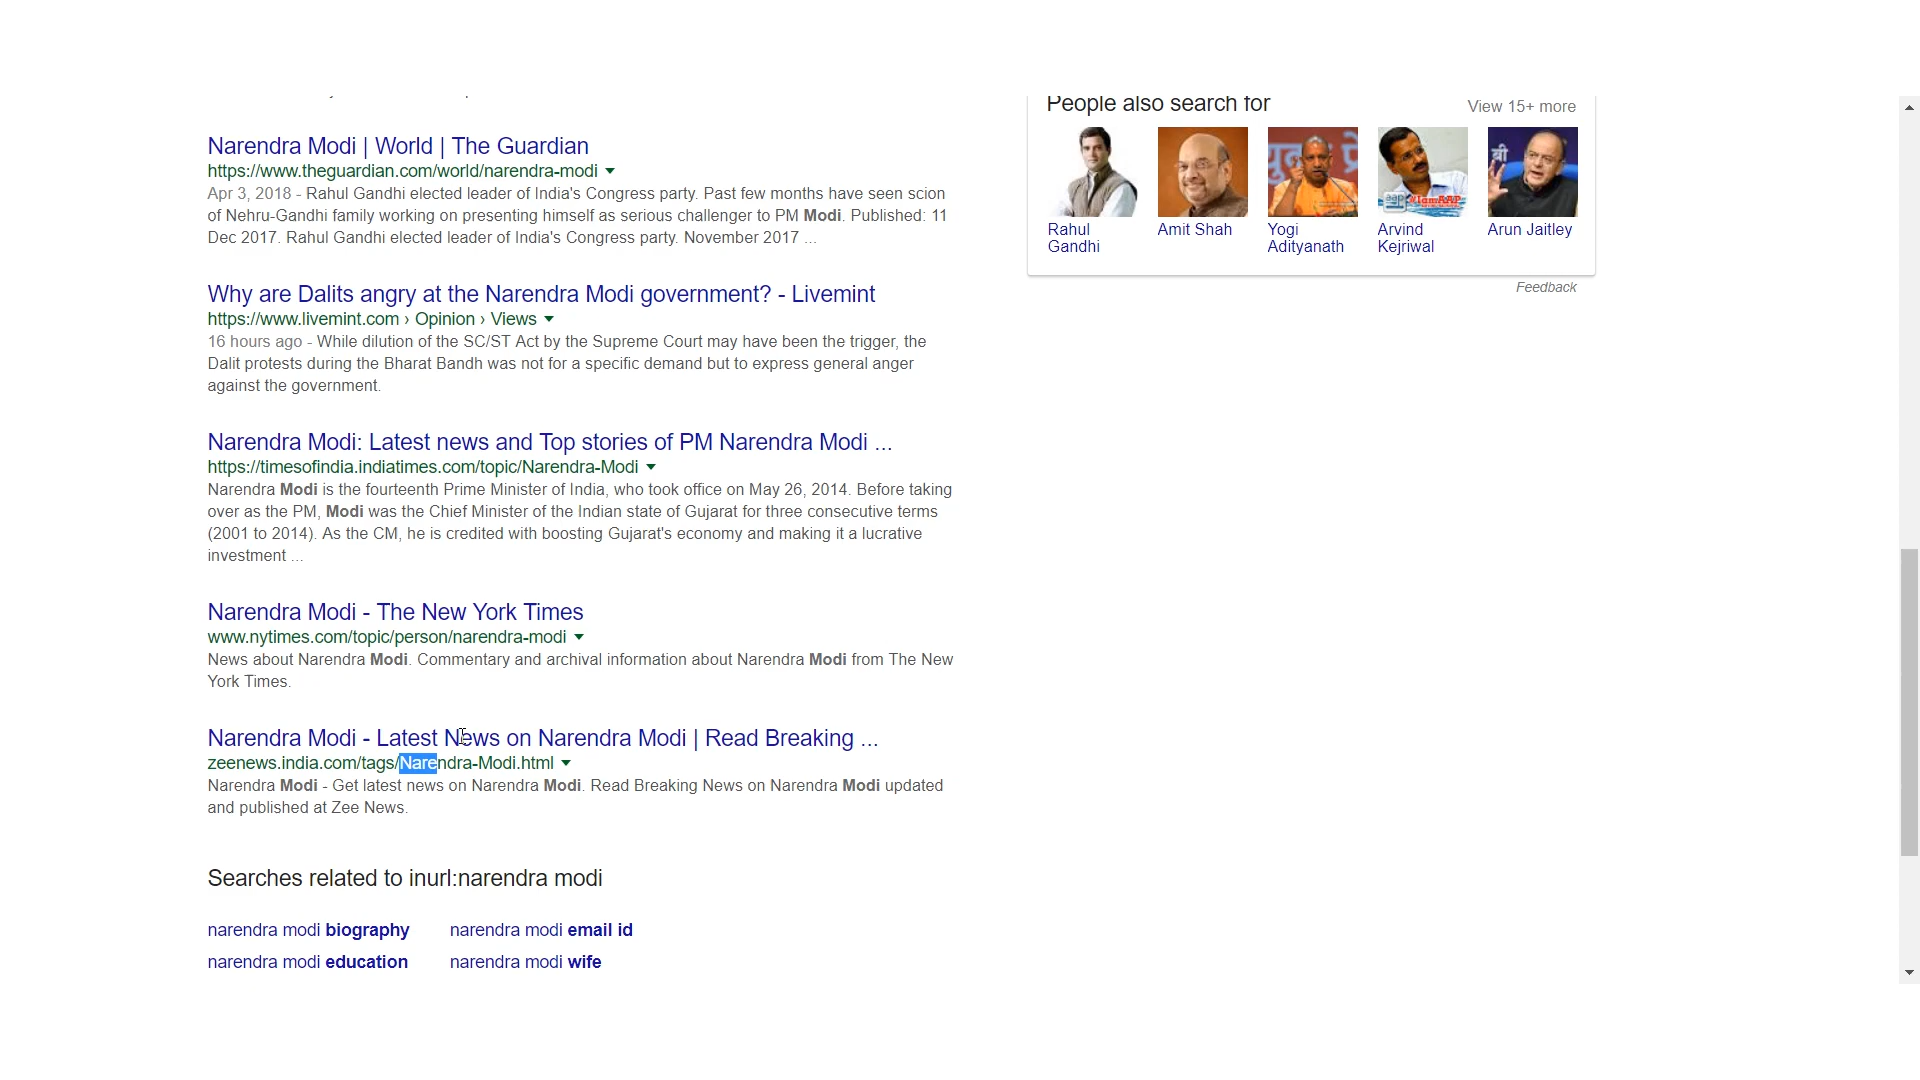 Narendra Modi | World | The Guardian
https://www.theguardian.com/world/narendra-modi
Apr 3, 2018 - Rahul Gandhi elected leader of India's Congress party. Past few months have seen scion
of Nehru-Gandhi family working on presenting himself as serious challenger to PM Modi. Published: 11
Dec 2017. Rahul Gandhi elected leader of India's Congress party. November 2017 ...
Why are Dalits angry at the Narendra Modi government? - Livemint
https://www.livemint.com › Opinion › Views
16 hours ago - While dilution of the SC/ST Act by the Supreme Court may have been the trigger, the
Dalit protests during the Bharat Bandh was not for a specific demand but to express general anger
against the government.
Narendra Modi: Latest news and Top stories of PM Narendra Modi ...
https://timesofindia.indiatimes.com/topic/Narendra-Modi
Narendra Modi is the fourteenth Prime Minister of India, who took office on May 26, 2014. Before taking
over as the PM, Modi was the Chief Minister of the Indian state of Gujarat for three consecutive terms
(2001 to 2014). As the CM, he is credited with boosting Gujarat's economy and making it a lucrative
investment ...
Narendra Modi - The New York Times
www.nytimes.com/topic/person/narendra-modi
News about Narendra Modi. Commentary and archival information about Narendra Modi from The New
York Times.
Narendra Modi - Latest News on Narendra Modi | Read Breaking ...
zeenews.india.com/tags/Narendra-Modi.html
Narendra Modi - Get latest news on Narendra Modi. Read Breaking News on Narendra Modi updated
and published at Zee News.
Searches related to inurl:narendra modi
narendra modi biography narendra modi email id
narendra modi education narendra modi wife
People also search for View 15+ more
बी
aap #IamAAP
Rahul Amit Shah Yogi Arvind Arun Jaitley
Gandhi Adityanath Kejriwal
Feedback